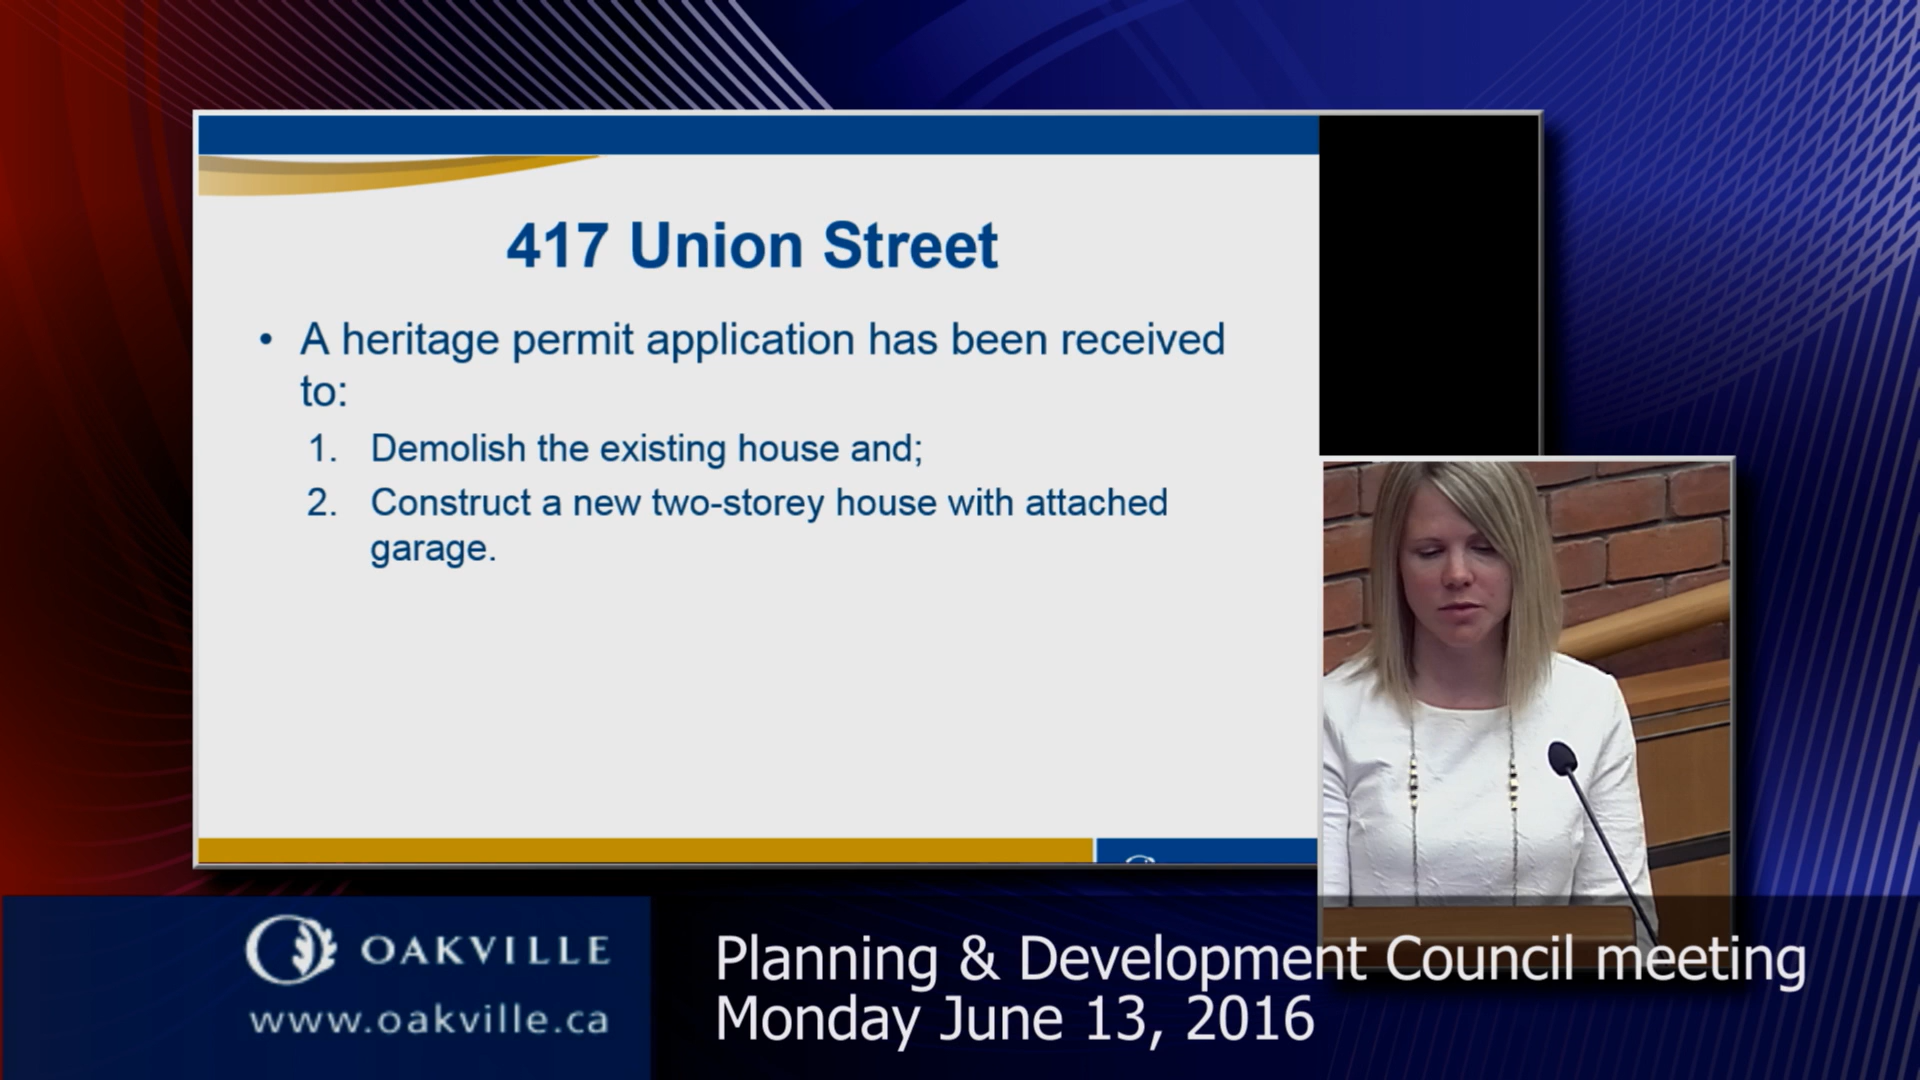 417 Union Street
• A heritage permit application has been received
to:
1. Demolish the existing house and;
2. Construct a new two-storey house with attached
garage.
OAKVILLE
www.oakville.ca
Planning & Development Council meeting
Monday June 13, 2016